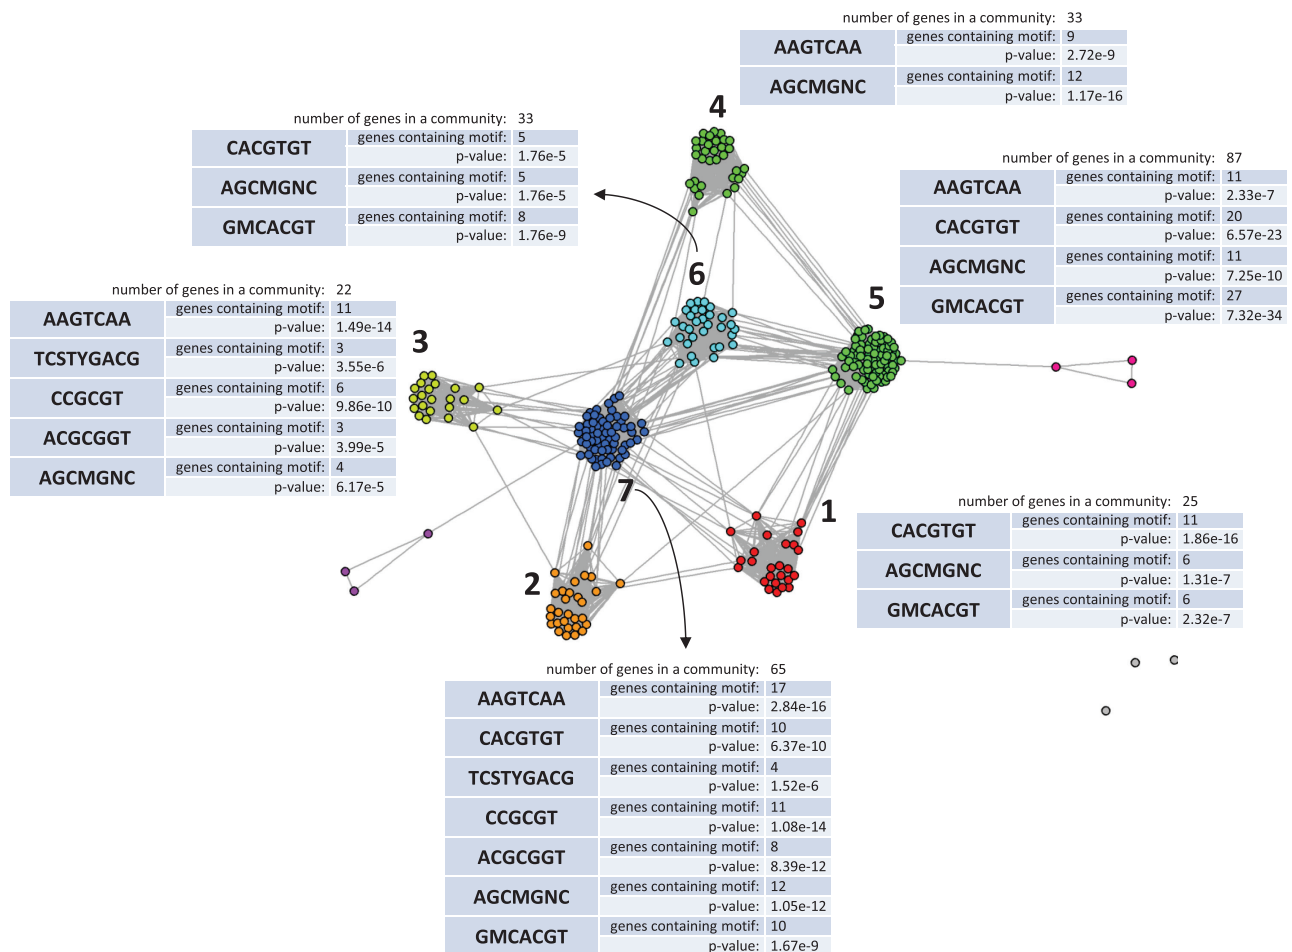 number of genes in a community: 33
AAGTCAA
genes containing motif: 9
p-value: 2.72e-9
AGCMGNC
genes containing motif: 12
p-value: 1.17e-16
4
number of genes in a community: 33
CACGTGT
genes containing motif: 5
p-value: 1.76e-5
AGCMGNC
genes containing motif: 5
p-value: 1.76e-5
GMCACGT
genes containing motif: 8
p-value: 1.76e-9
6
number of genes in a community: 87
AAGTCAA
genes containing motif: 11
p-value: 2.33e-7
CACGTGT
genes containing motif: 20
p-value: 6.57e-23
AGCMGNC
genes containing motif: 11
p-value: 7.25e-10
GMCACGT
genes containing motif: 27
p-value: 7.32e-34
5
number of genes in a community: 22
AAGTCAA
genes containing motif: 11
p-value: 1.49e-14
TCSTYGACG
genes containing motif: 3
p-value: 3.55e-6
CCGCGT
genes containing motif: 6
p-value: 9.86e-10
ACGCGGT
genes containing motif: 3
p-value: 3.99e-5
AGCMGNC
genes containing motif: 4
p-value: 6.17e-5
3
7
1
number of genes in a community: 25
CACGTGT
genes containing motif: 11
p-value: 1.86e-16
AGCMGNC
genes containing motif: 6
p-value: 1.31e-7
GMCACGT
genes containing motif: 6
p-value: 2.32e-7
2
number of genes in a community: 65
AAGTCAA
genes containing motif: 17
p-value: 2.84e-16
CACGTGT
genes containing motif: 10
p-value: 6.37e-10
TCSTYGACG
genes containing motif: 4
p-value: 1.52e-6
CCGCGT
genes containing motif: 11
p-value: 1.08e-14
ACGCGGT
genes containing motif: 8
p-value: 8.39e-12
AGCMGNC
genes containing motif: 12
p-value: 1.05e-12
GMCACGT
genes containing motif: 10
p-value: 1.67e-9